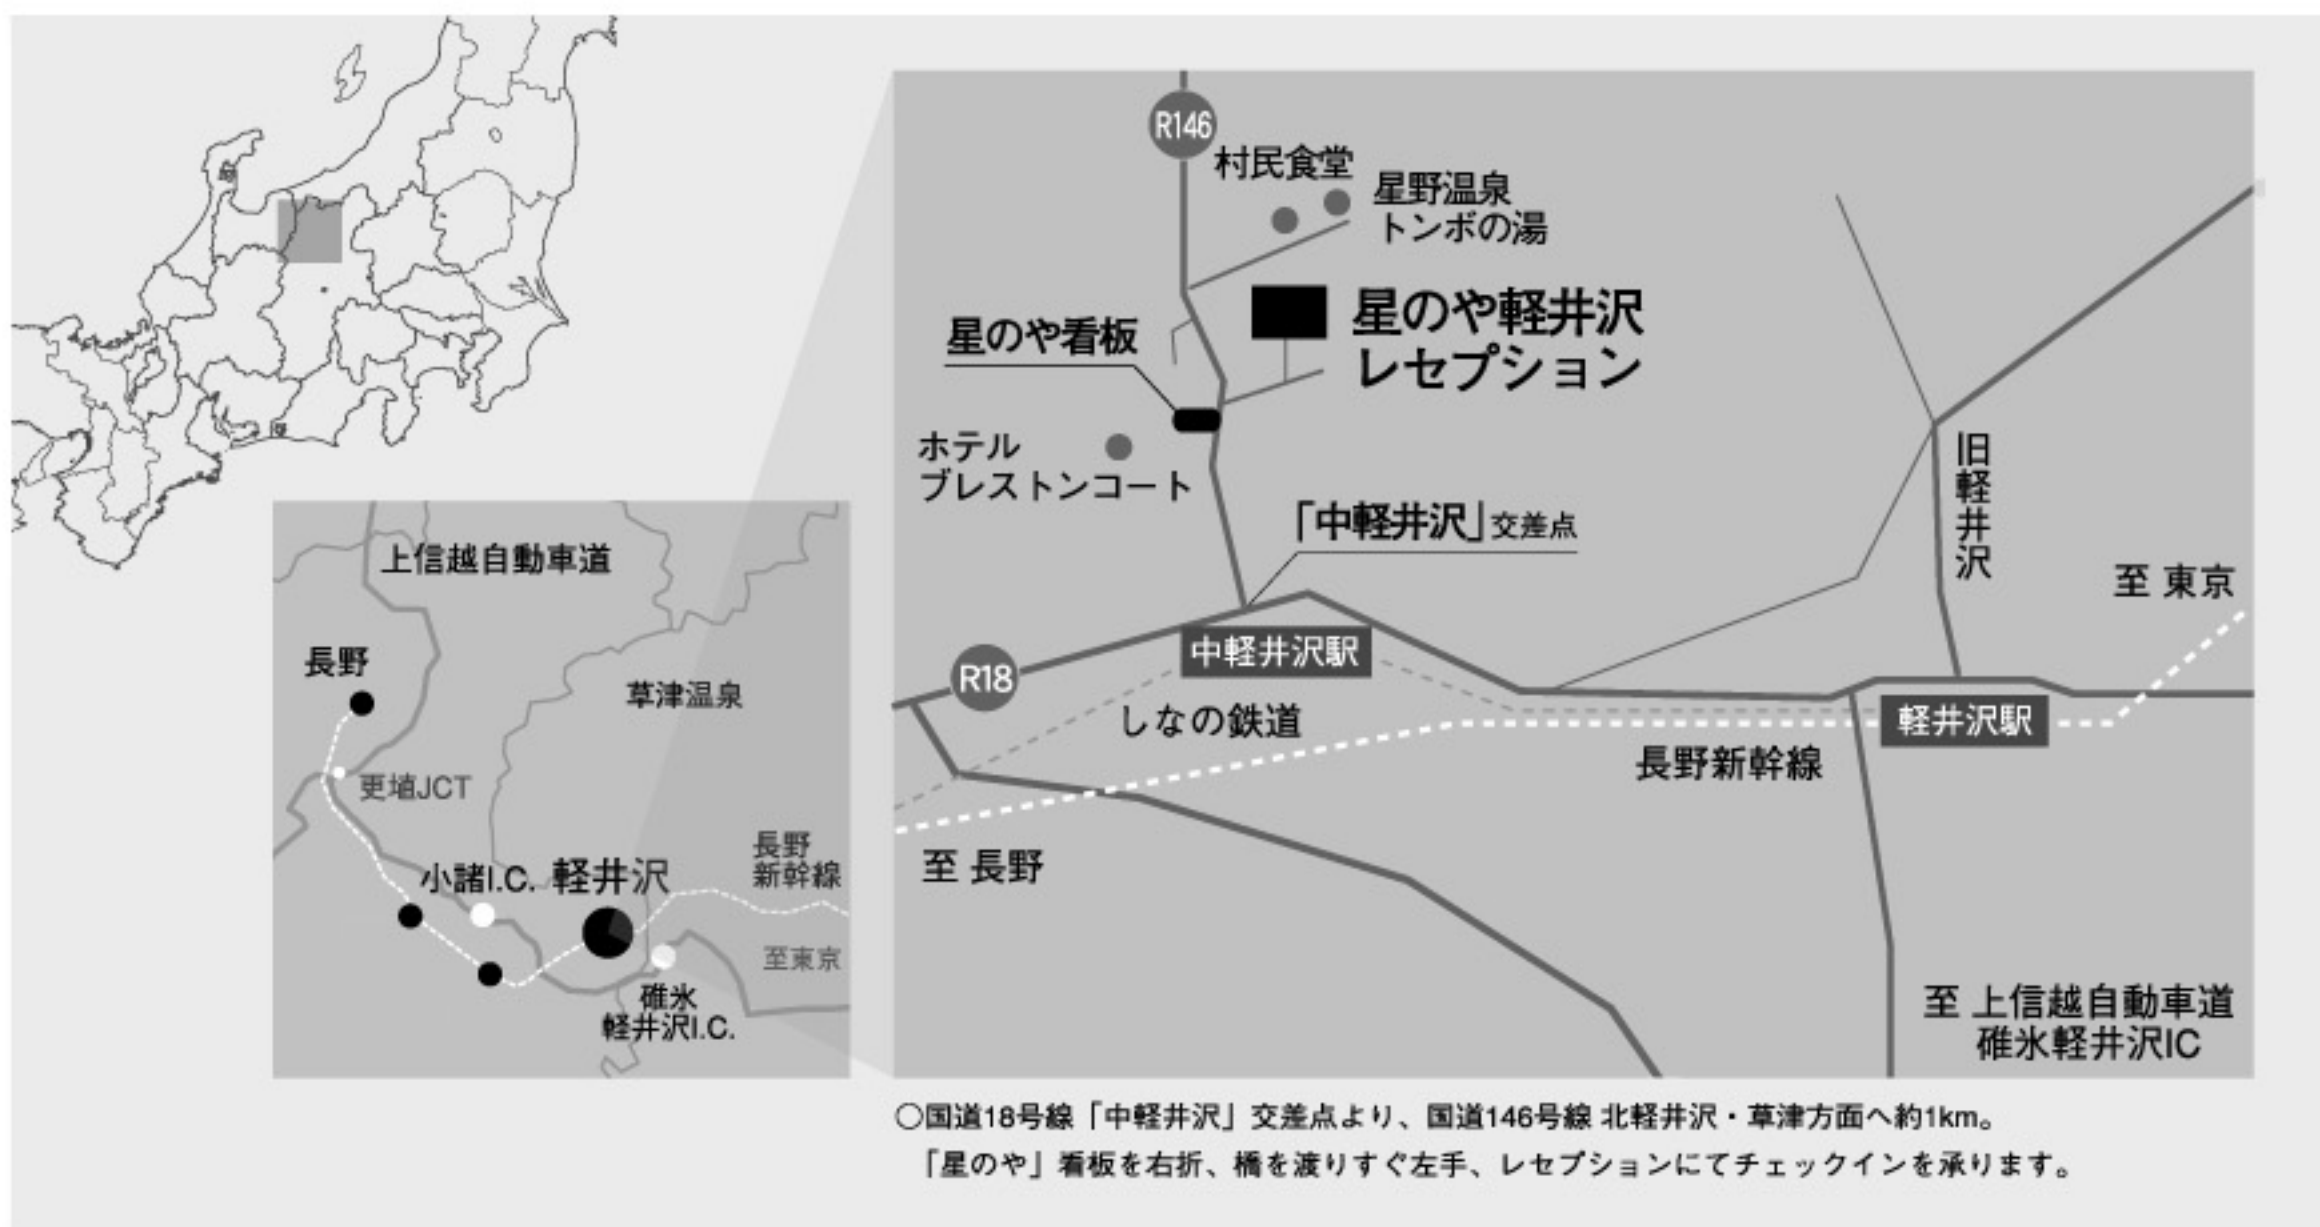 R146
村民食堂
星野温泉
トンボの湯
星のや軽井沢
レセプション
星のや看板
ホテル
ブレストンコート
「中軽井沢」交差点
旧軽井沢
至 東京
中軽井沢駅
R18
しなの鉄道
軽井沢駅
長野新幹線
至 長野
至 上信越自動車道
碓氷軽井沢IC
上信越自動車道
長野
草津温泉
更埴JCT
長野
新幹線
小諸I.C.
軽井沢
至東京
碓氷
軽井沢I.C.
○国道18号線「中軽井沢」交差点より、国道146号線 北軽井沢・草津方面へ約1km。
「星のや」看板を右折、橋を渡りすぐ左手、レセプションにてチェックインを承ります。